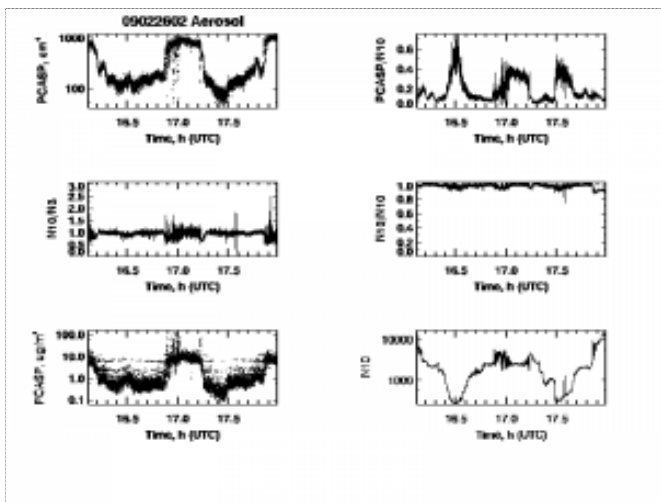 09022602 Aerosol
PCASP, cm
1000
100
16.5 17.0 17.5
Time, h (UTC)
PCASP/N10
0.6
0.4
0.2
0.0
16.5 17.0 17.5
Time, h (UTC)
N10/N3
3.0
2.5
2.0
1.5
1.0
0.5
0.0
16.5 17.0 17.5
Time, h (UTC)
1.0
0.8
0.6
0.4
0.2
0.0
16.5 17.0 17.5
Time, h (UTC)
PCASP, ug/m³
100.0
10.0
1.0
0.1
16.5 17.0 17.5
Time, h (UTC)
N10
10000
1000
16.5 17.0 17.5
Time, h (UTC)